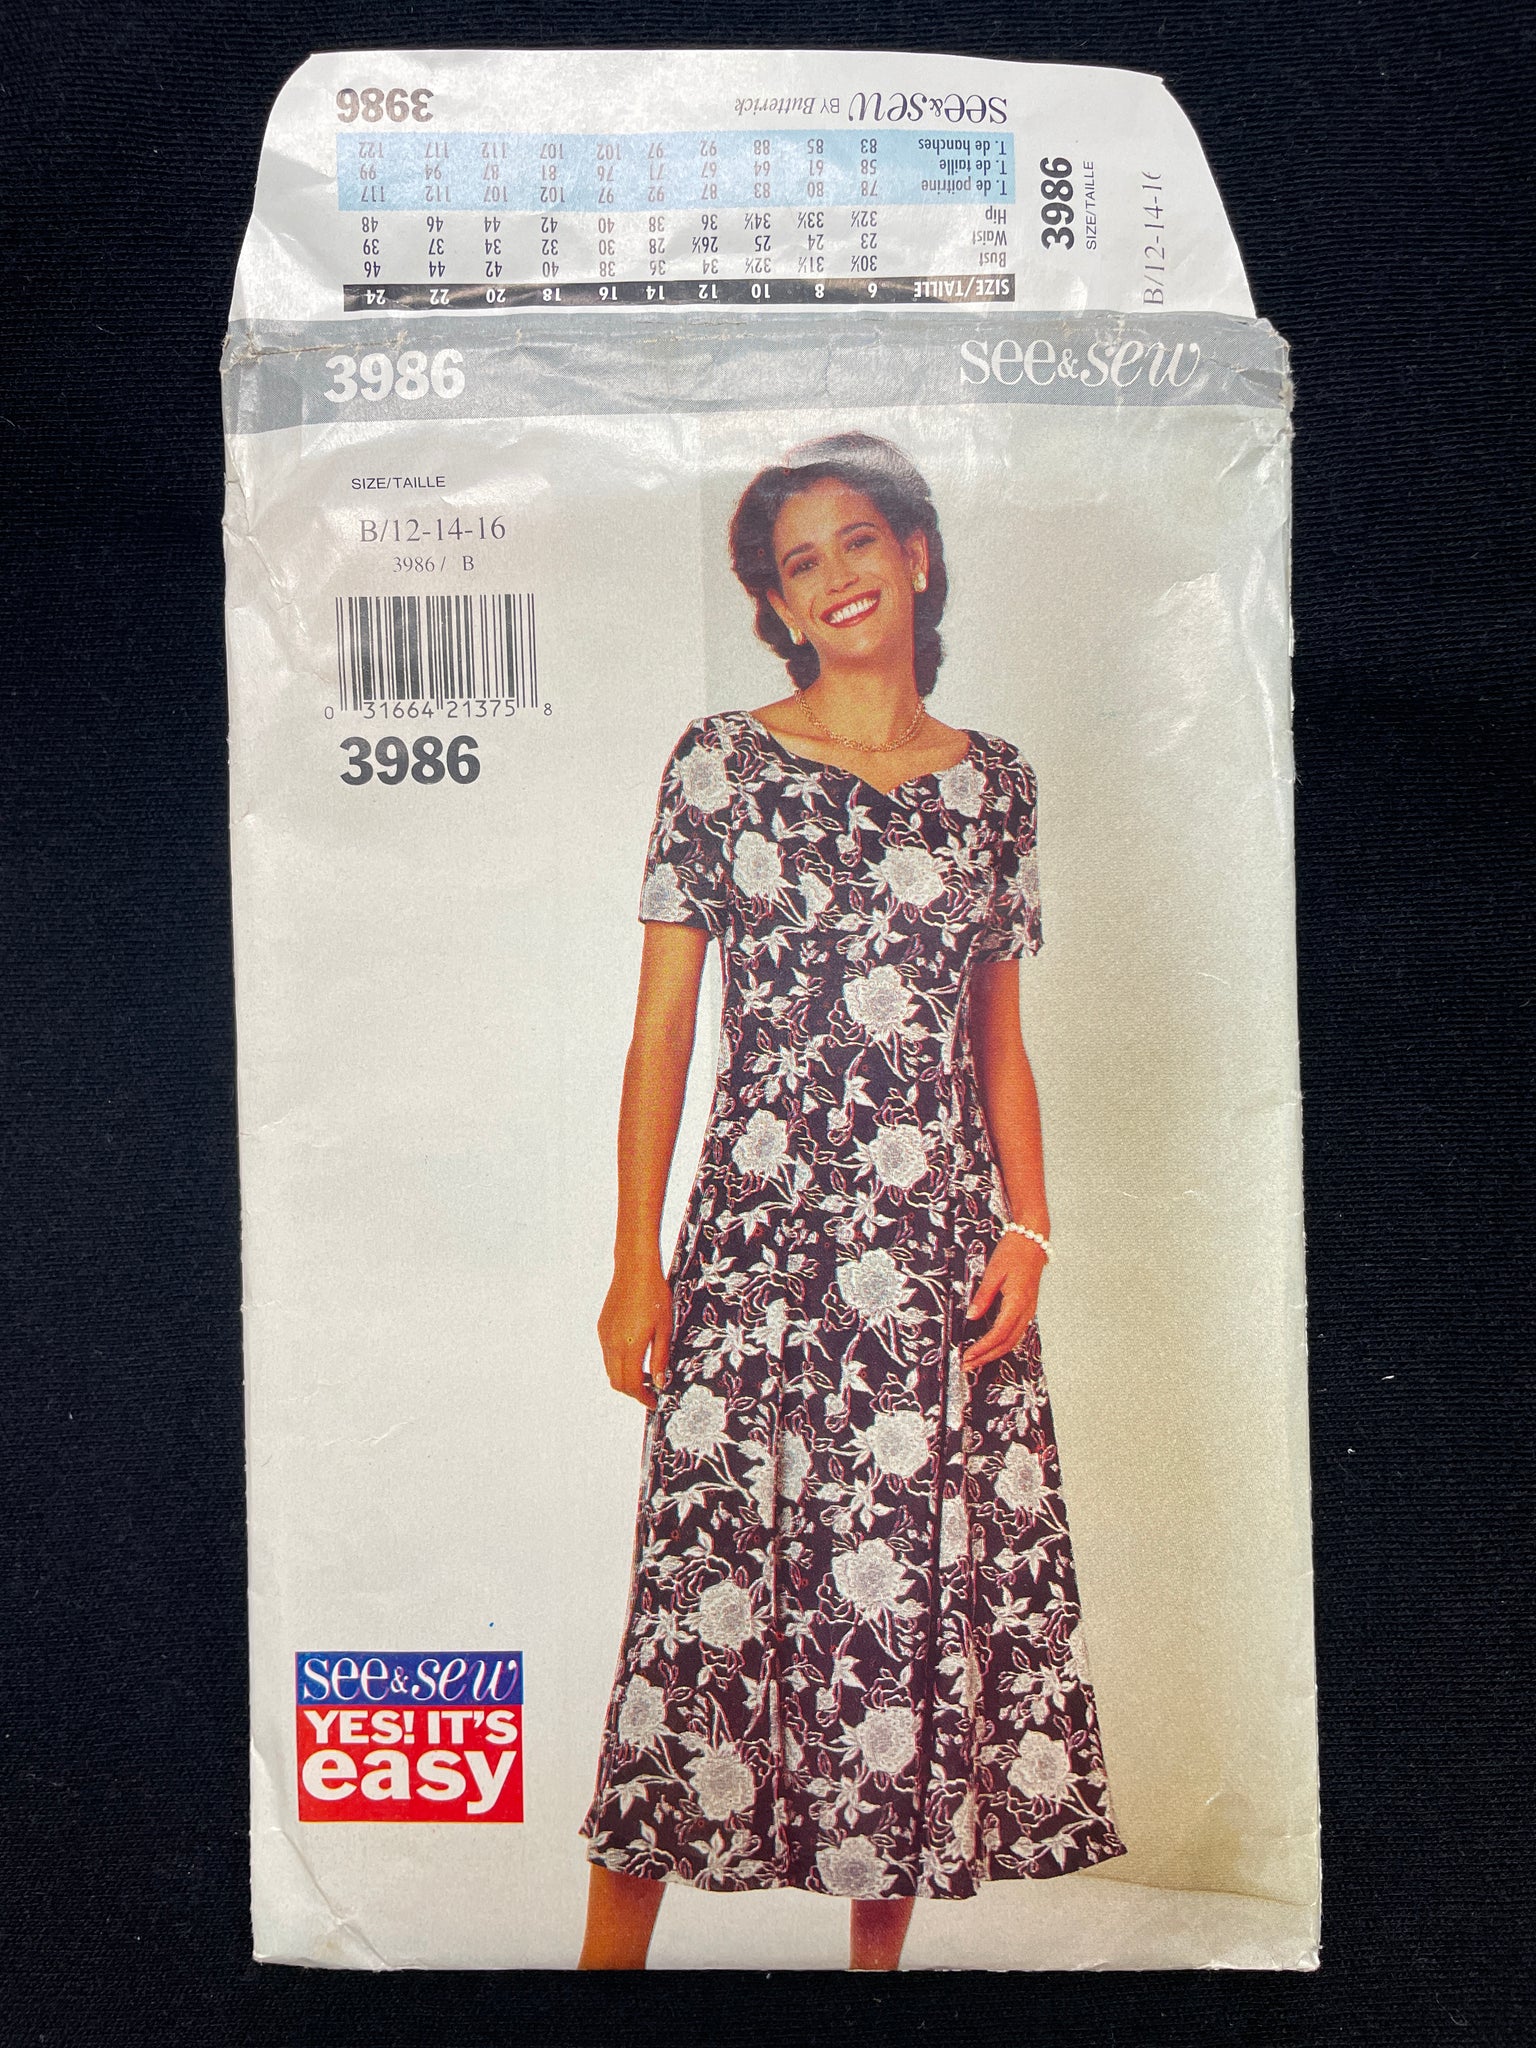 SIZE/TAILLE 6 8 10 12 14 16 18 20 22 24
Bust 30½ 31½ 32½ 34 36 38 40 42 44 46
Waist 23 24 25 26½ 28 30 32 34 37 39
Hip 32½ 33½ 34½ 36 38 40 42 44 46 48
T. de poitrine 78 80 83 87 92 97 102 107 112 117
T. de taille 58 61 64 67 71 76 81 87 94 99
T. de hanches 83 85 88 92 97 102 107 112 117 122
see&sew BY Butterick 3986
3986
SIZE/TAILLE
B/12-14-16
3986 see&sew
SIZE/TAILLE
B/12-14-16
3986 / B
0 31664 21375 8
3986
see&sew
YES! IT'S
easy